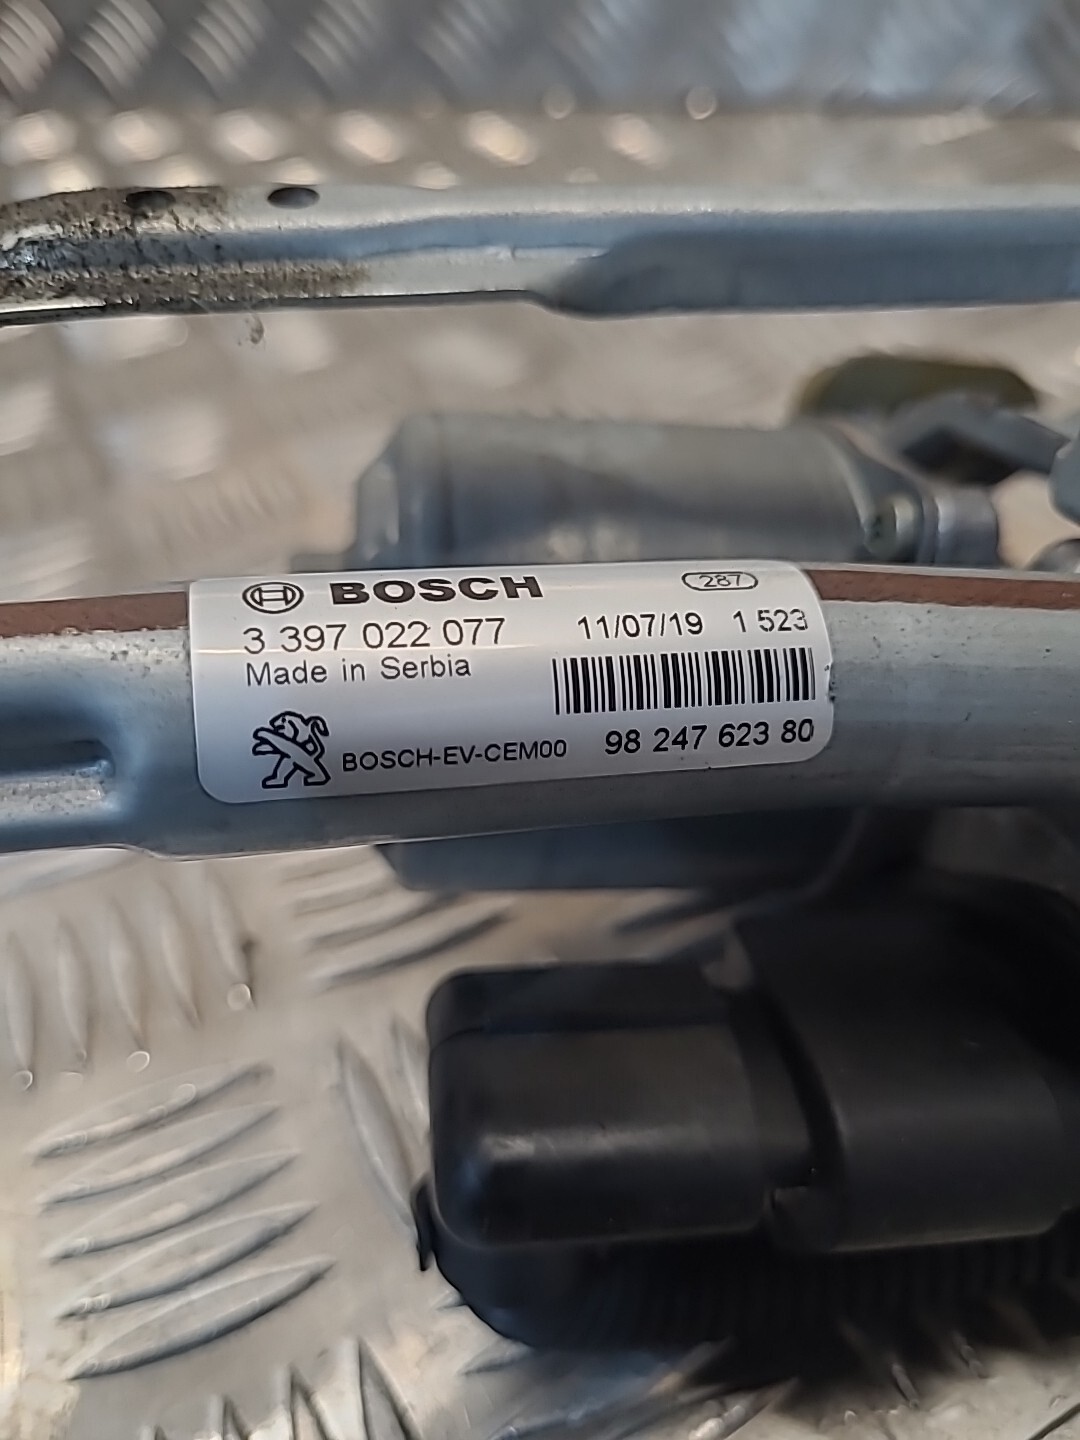 BOSCH 287
3 397 022 077 11/07/19 1 523
Made in Serbia
BOSCH-EV-CEM00 98 247 623 80